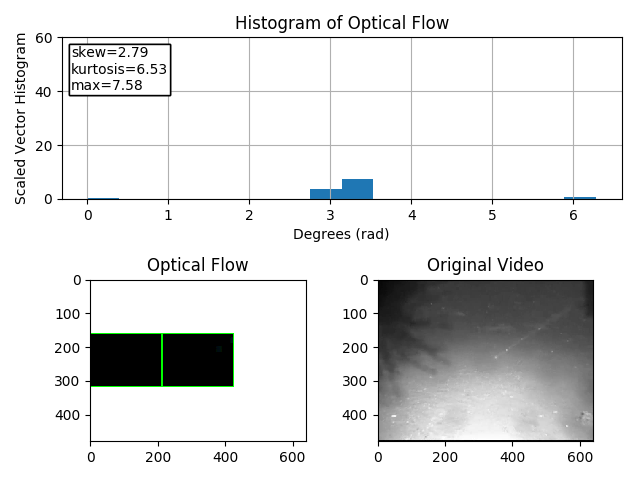 Histogram of Optical Flow
Scaled Vector Histogram
60
40
20
0
skew=2.79
kurtosis=6.53
max=7.58
0 1 2 3 4 5 6
Degrees (rad)
Optical Flow
0
100
200
300
400
0 200 400 600
Original Video
0
100
200
300
400
0 200 400 600